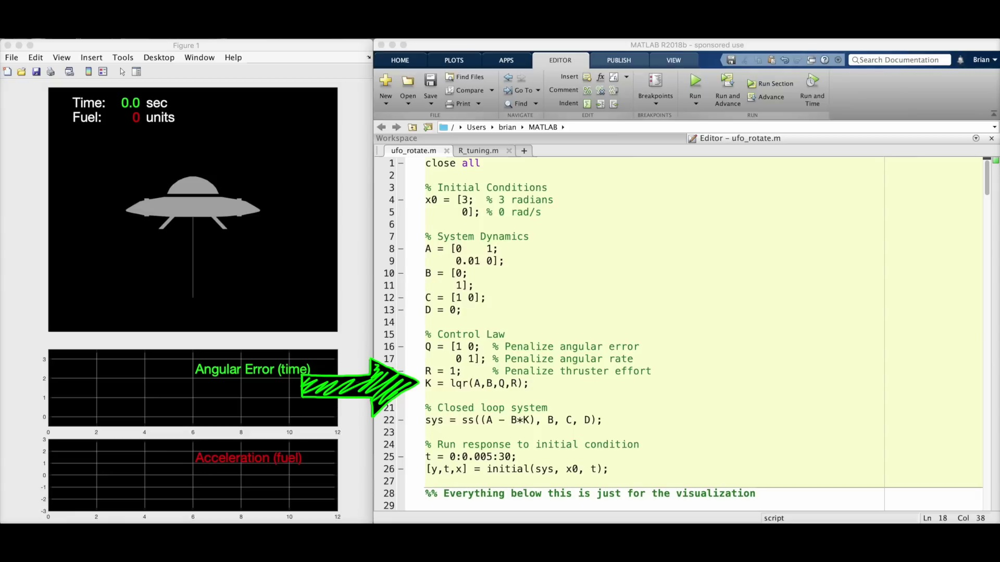 Figure 1
File Edit View Insert Tools Desktop Window Help
Time: 0.0 sec
Fuel: 0 units
3
2
1
0
Angular Error (time)
0 2 4 6 8 10 12
3
2
1
0
-1
-2
-3
Acceleration (fuel)
0 2 4 6 8 10 12
MATLAB R2018b - sponsored use
HOME PLOTS APPS EDITOR PUBLISH VIEW
Search Documentation
Brian
New Open Save
Find Files
Compare
Print
FILE
Go To
Find
NAVIGATE
Insert fx
Comment
Indent
EDIT
Breakpoints
BREAKPOINTS
Run
Run and Advance
Run Section
Advance
Run and Time
RUN
/ Users brian MATLAB
Workspace
Editor - ufo_rotate.m
ufo_rotate.m R_tuning.m +
1 close all
2
3 % Initial Conditions
4 x0 = [3; % 3 radians
5 0]; % 0 rad/s
6
7 % System Dynamics
8 A = [0 1;
9 0.01 0];
10 B = [0;
11 1];
12 C = [1 0];
13 D = 0;
14
15 % Control Law
16 Q = [1 0; % Penalize angular error
17 0 1]; % Penalize angular rate
R = 1; % Penalize thruster effort
K = lqr(A,B,Q,R);
21 % Closed loop system
22 sys = ss((A - B*K), B, C, D);
23
24 % Run response to initial condition
25 t = 0:0.005:30;
26 [y,t,x] = initial(sys, x0, t);
27
28 %% Everything below this is just for the visualization
29
script
Ln 18 Col 38